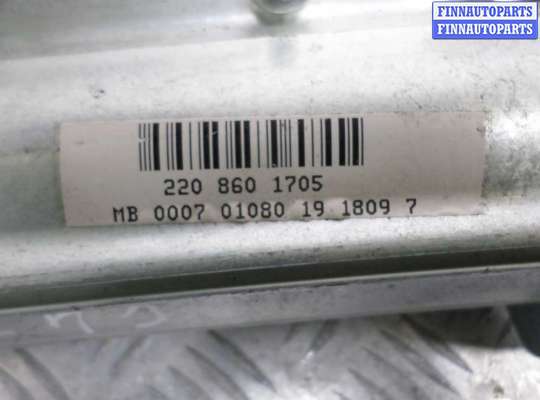 FINNAUTOPARTS
FINNAUTOPARTS
220 860 1705
MB 0007 01080 19 1809 7